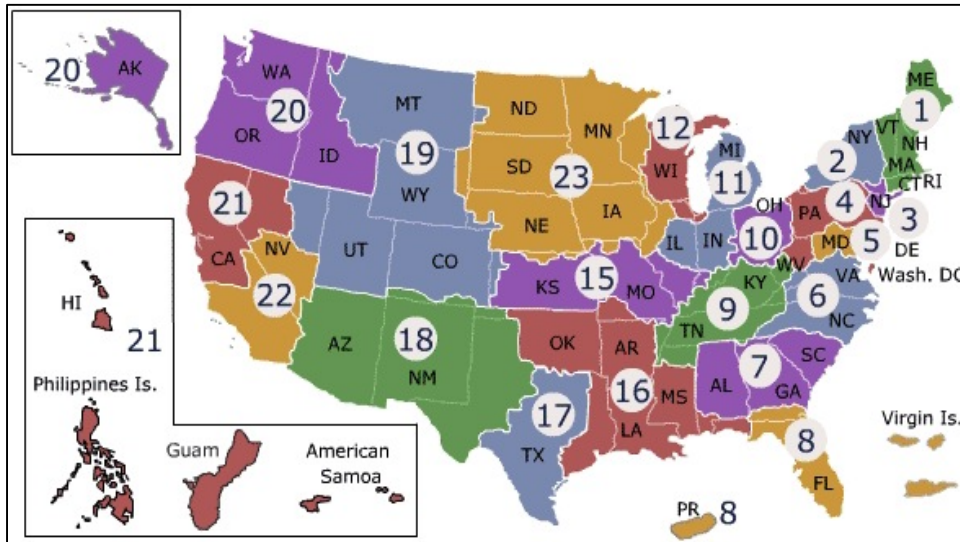 20
AK
WA
20
OR
ID
MT
19
WY
ND
MN
SD
23
NE
IA
12
WI
MI
11
ME
1
VT
NH
NY
2
MA
CT
RI
PA
4
NJ
3
OH
10
MD
5
DE
Wash. DC
WV
VA
6
NC
IL
IN
21
CA
NV
22
UT
CO
KS
15
MO
KY
9
TN
AZ
18
NM
OK
AR
16
MS
LA
17
TX
AL
7
SC
GA
8
FL
Virgin Is.
PR
8
HI
21
Philippines Is.
Guam
American
Samoa